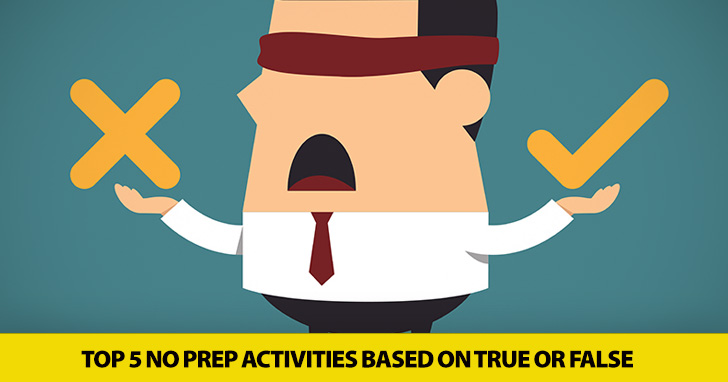 TOP 5 NO PREP ACTIVITIES BASED ON TRUE OR FALSE